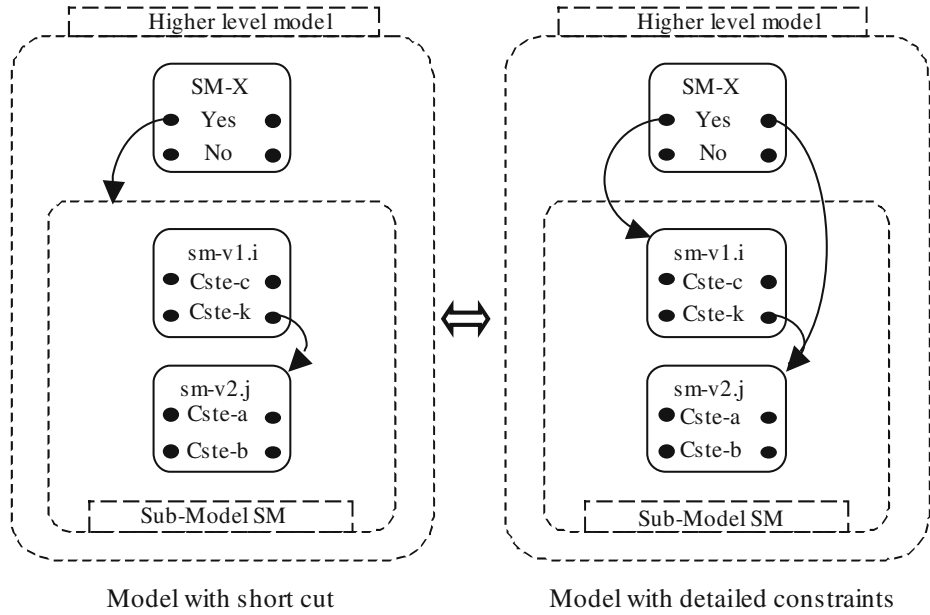 Higher level model
SM-X
Yes
No
sm-v1.i
Cste-c
Cste-k
sm-v2.j
Cste-a
Cste-b
Sub-Model SM
Model with short cut
Higher level model
SM-X
Yes
No
sm-v1.i
Cste-c
Cste-k
sm-v2.j
Cste-a
Cste-b
Sub-Model SM
Model with detailed constraints